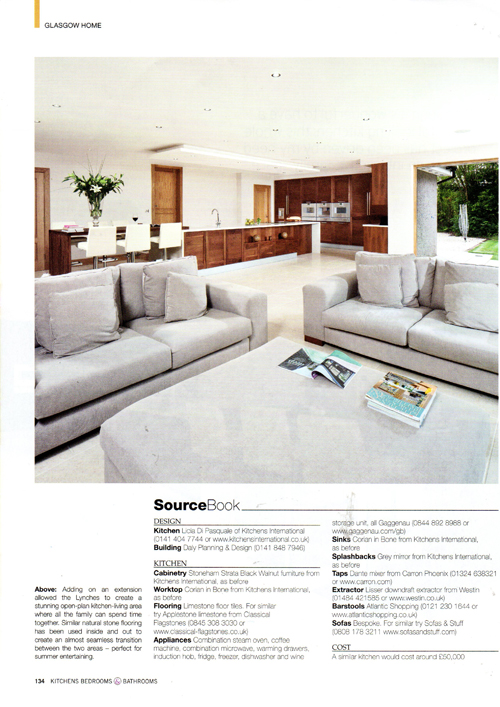 GLASGOW HOME
SourceBook
DESIGN
Kitchen Licia Di Pasquale of Kitchens International
(0141 404 7744 or www.kitchensinternational.co.uk)
Building Daly Planning & Design (0141 848 7946)
KITCHEN
Cabinetry Stoneham Strata Black Walnut furniture from
Kitchens International, as before
Worktop Corian in Bone from Kitchens International,
as before
Flooring Limestone floor tiles. For similar
try Applestone limestone from Classical
Flagstones (0845 308 3030 or
www.classical-flagstones.co.uk)
Appliances Combination steam oven, coffee
machine, combination microwave, warming drawers,
induction hob, fridge, freezer, dishwasher and wine
storage unit, all Gaggenau (0844 892 8988 or
www.gaggenau.com/gb)
Sinks Corian in Bone from Kitchens International,
as before
Splashbacks Grey mirror from Kitchens International,
as before
Taps Dante mixer from Carron Phoenix (01324 638321
or www.carron.com)
Extractor Lisser downdraft extractor from Westin
(01484 421585 or www.westin.co.uk)
Barstools Atlantic Shopping (0121 230 1644 or
www.atlanticshopping.co.uk)
Sofas Bespoke. For similar try Sofas & Stuff
(0808 178 3211 www.sofasandstuff.com)
COST
A similar kitchen would cost around £50,000
Above: Adding on an extension
allowed the Lynches to create a
stunning open-plan kitchen-living area
where all the family can spend time
together. Similar natural stone flooring
has been used inside and out to
create an almost seamless transition
between the two areas – perfect for
summer entertaining.
134 KITCHENS BEDROOMS & BATHROOMS